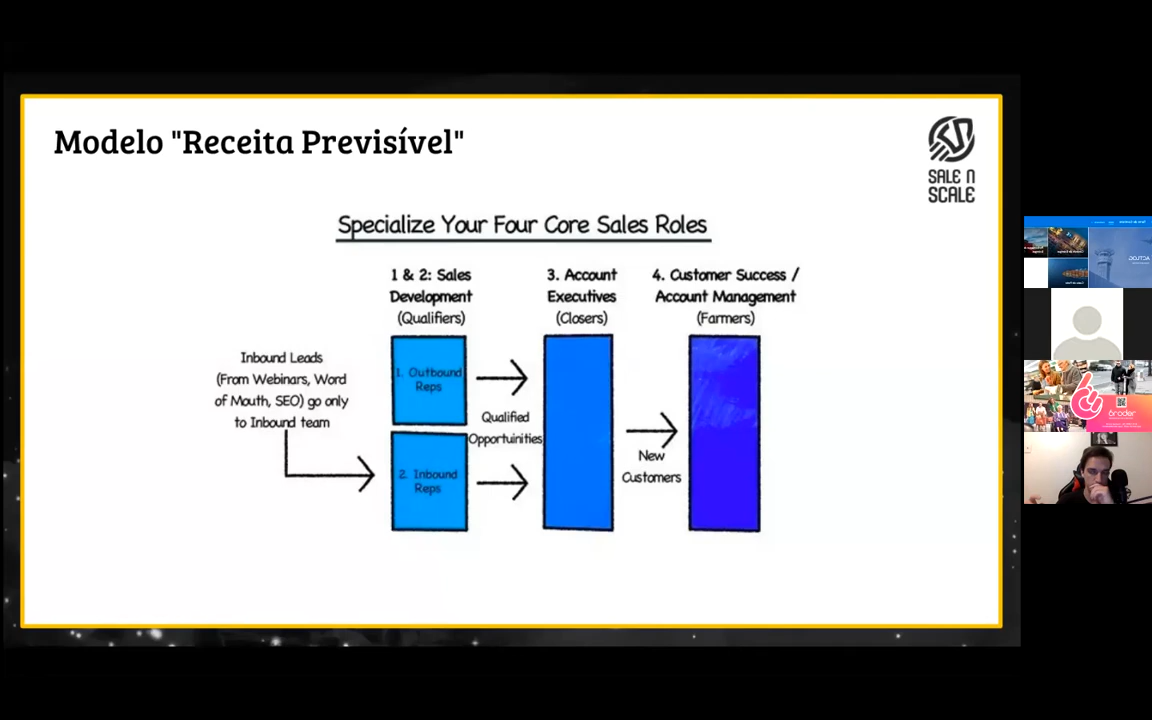 Modelo "Receita Previsível"
SALE N
SCALE
Specialize Your Four Core Sales Roles
1 & 2: Sales
Development
(Qualifiers)
3. Account
Executives
(Closers)
4. Customer Success /
Account Management
(Farmers)
Inbound Leads
(From Webinars, Word
of Mouth, SEO) go only
to Inbound team
1. Outbound
Reps
2. Inbound
Reps
Qualified
Opportuinities
New
Customers
öroder